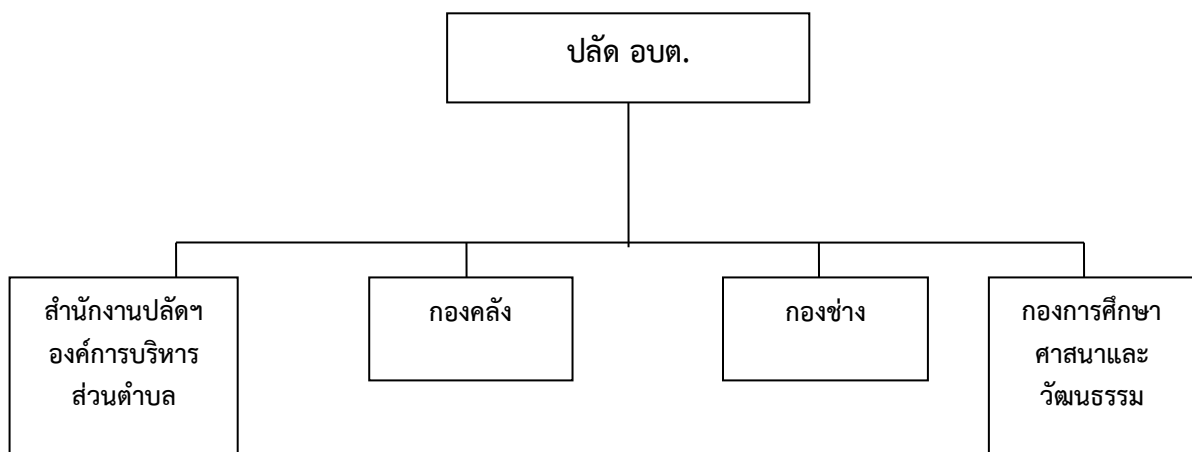 ปลัด อบต.
สำนักงานปลัดฯ
องค์การบริหาร
ส่วนตำบล
กองคลัง
กองช่าง
กองการศึกษา
ศาสนาและ
วัฒนธรรม